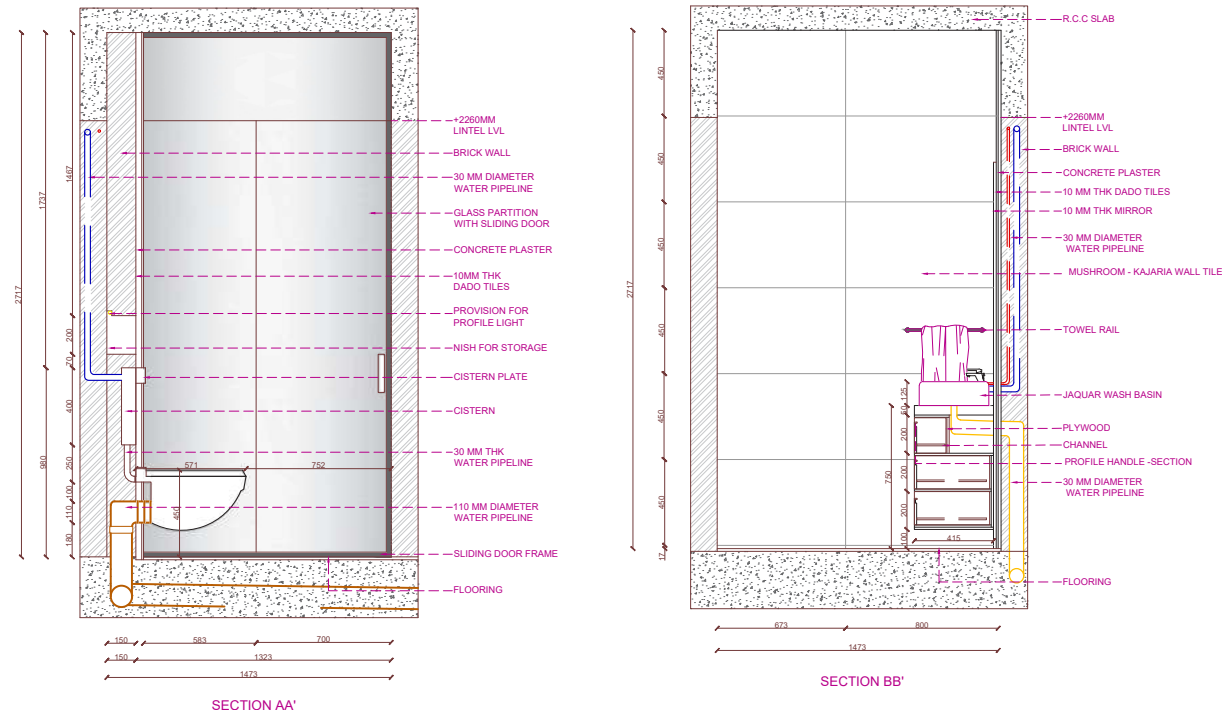 +2260MM
LINTEL LVL
BRICK WALL
30 MM DIAMETER
WATER PIPELINE
GLASS PARTITION
WITH SLIDING DOOR
CONCRETE PLASTER
10MM THK
DADO TILES
PROVISION FOR
PROFILE LIGHT
NISH FOR STORAGE
CISTERN PLATE
CISTERN
30 MM THK
WATER PIPELINE
110 MM DIAMETER
WATER PIPELINE
SLIDING DOOR FRAME
FLOORING
2717
1737
980
1467
200
70
400
250
100
110
180
571
752
450
150
583
700
150
1323
1473
SECTION AA'
R.C.C SLAB
+2260MM
LINTEL LVL
BRICK WALL
CONCRETE PLASTER
10 MM THK DADO TILES
10 MM THK MIRROR
30 MM DIAMETER
WATER PIPELINE
MUSHROOM - KAJARIA WALL TILE
TOWEL RAIL
JAQUAR WASH BASIN
PLYWOOD
CHANNEL
PROFILE HANDLE -SECTION
30 MM DIAMETER
WATER PIPELINE
FLOORING
2717
450
450
450
450
450
450
17
125
50
200
200
200
100
750
415
673
800
1473
SECTION BB'